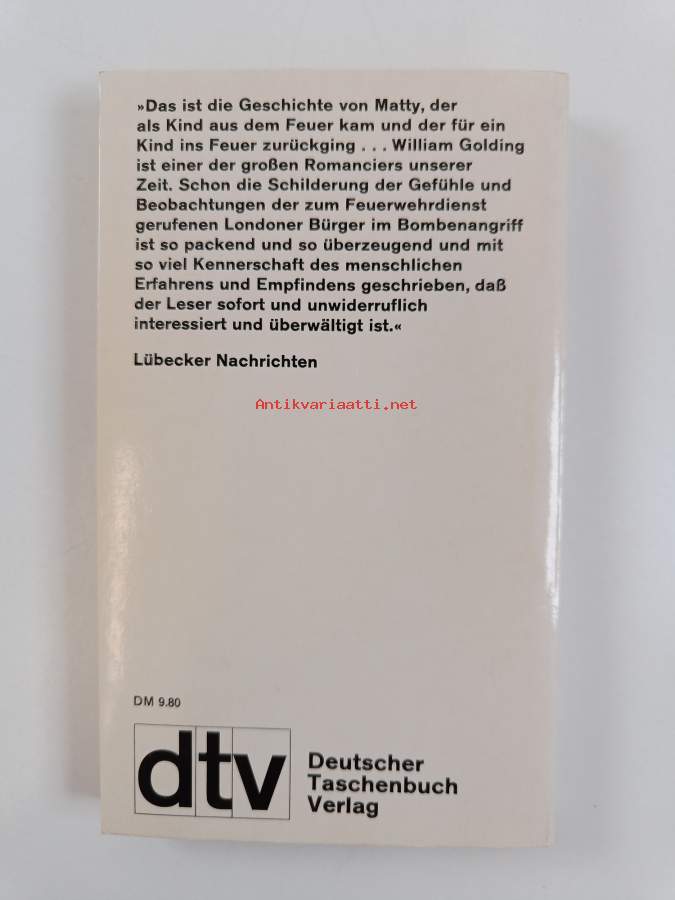 »Das ist die Geschichte von Matty, der
als Kind aus dem Feuer kam und der für ein
Kind ins Feuer zurückging . . . William Golding
ist einer der großen Romanciers unserer
Zeit. Schon die Schilderung der Gefühle und
Beobachtungen der zum Feuerwehrdienst
gerufenen Londoner Bürger im Bombenangriff
ist so packend und so überzeugend und mit
so viel Kennerschaft des menschlichen
Erfahrens und Empfindens geschrieben, daß
der Leser sofort und unwiderruflich
interessiert und überwältigt ist.«
Lübecker Nachrichten
Antikvariaatti.net
DM 9.80
dtv
Deutscher
Taschenbuch
Verlag